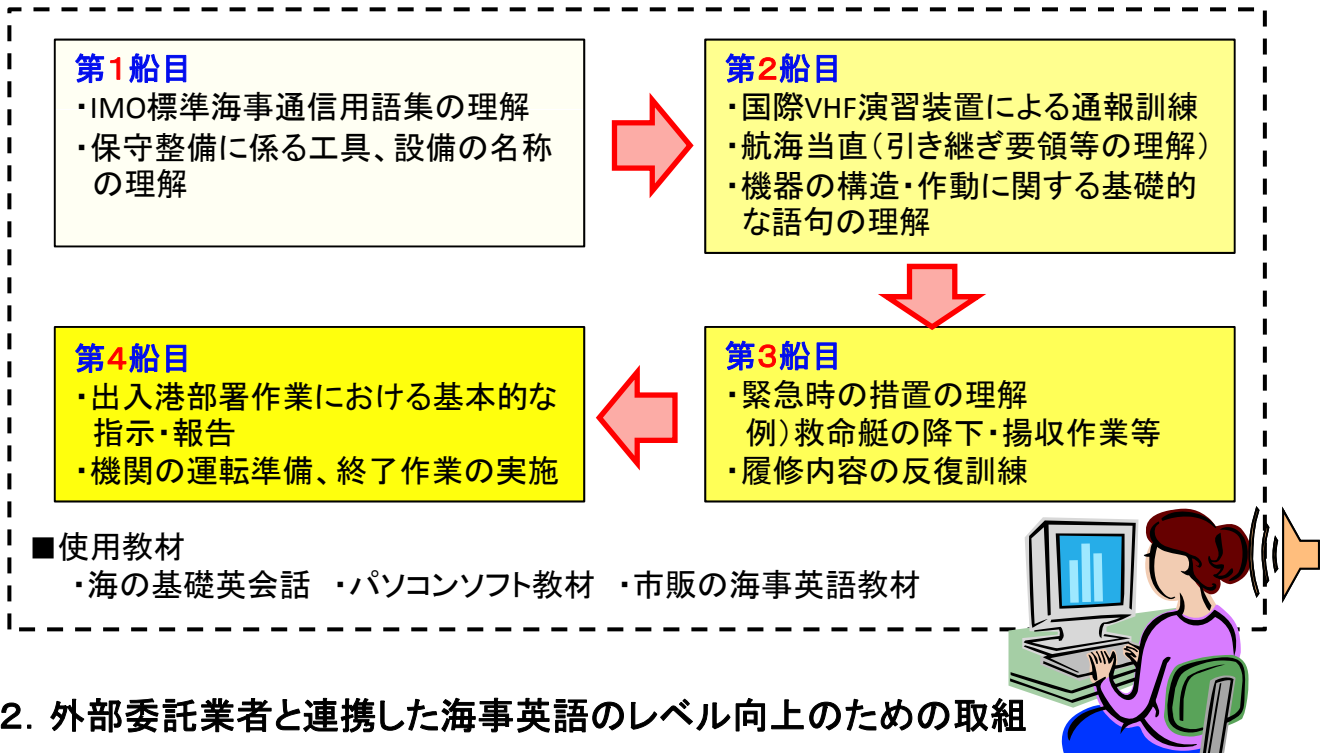 第1船目
・IMO標準海事通信用語集の理解
・保守整備に係る工具、設備の名称
の理解
第2船目
・国際VHF演習装置による通報訓練
・航海当直(引き継ぎ要領等の理解)
・機器の構造・作動に関する基礎的
な語句の理解
第3船目
・緊急時の措置の理解
例)救命艇の降下・揚収作業等
・履修内容の反復訓練
第4船目
・出入港部署作業における基本的な
指示・報告
・機関の運転準備、終了作業の実施
■使用教材
・海の基礎英会話 ・パソコンソフト教材 ・市販の海事英語教材
2. 外部委託業者と連携した海事英語のレベル向上のための取組